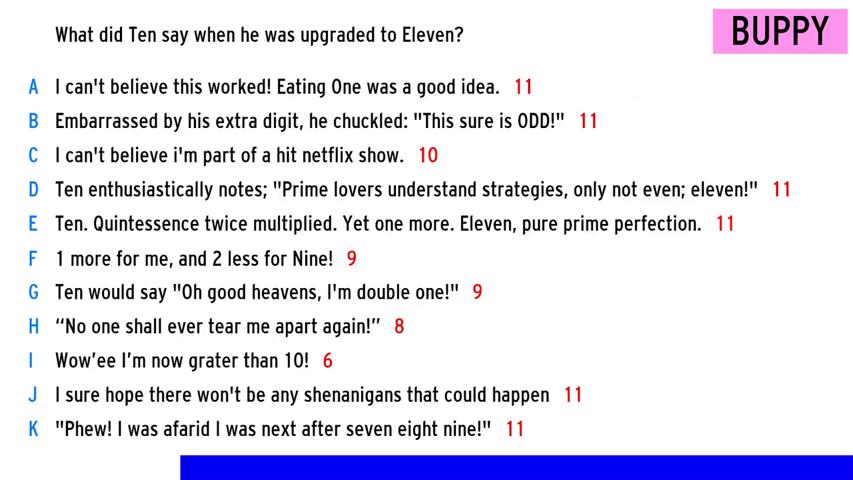 What did Ten say when he was upgraded to Eleven?
BUPPY
A I can't believe this worked! Eating One was a good idea. 11
B Embarrassed by his extra digit, he chuckled: "This sure is ODD!" 11
C I can't believe i'm part of a hit netflix show. 10
D Ten enthusiastically notes; "Prime lovers understand strategies, only not even; eleven!" 11
E Ten. Quintessence twice multiplied. Yet one more. Eleven, pure prime perfection. 11
F 1 more for me, and 2 less for Nine! 9
G Ten would say "Oh good heavens, I'm double one!" 9
H “No one shall ever tear me apart again!” 8
I Wow’ee I’m now grater than 10! 6
J I sure hope there won't be any shenanigans that could happen 11
K "Phew! I was afarid I was next after seven eight nine!" 11